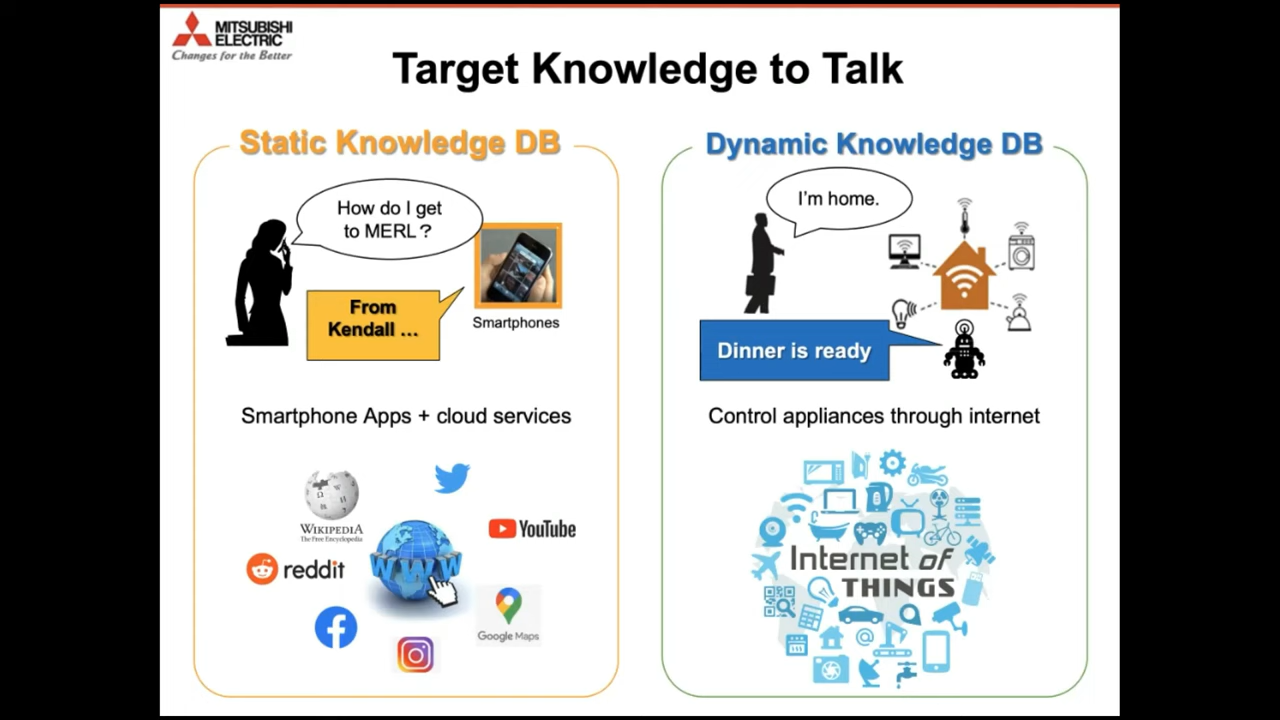 MITSUBISHI
ELECTRIC
Changes for the Better
Target Knowledge to Talk
Static Knowledge DB
How do I get
to MERL?
From
Kendall ...
Smartphones
Smartphone Apps + cloud services
WIKIPEDIA
The Free Encyclopedia
YouTube
reddit
WWW
Google Maps
Dynamic Knowledge DB
I'm home.
Dinner is ready
Control appliances through internet
Internet of
THINGS